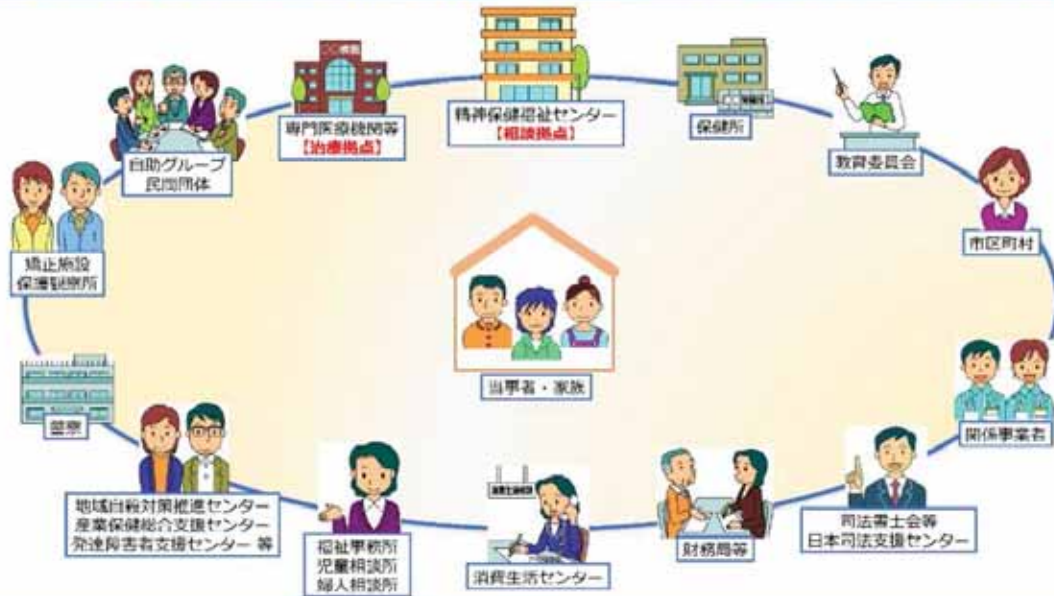 自助グループ
民間団体
専門医療機関等
【治療拠点】
精神保健福祉センター
【相談拠点】
保健所
教育委員会
市区町村
矯正施設
保護観察所
当事者・家族
警察
関係事業者
地域自殺対策推進センター
産業保健総合支援センター
発達障害者支援センター 等
福祉事務所
児童相談所
婦人相談所
消費生活センター
財務局等
司法書士会等
日本司法支援センター